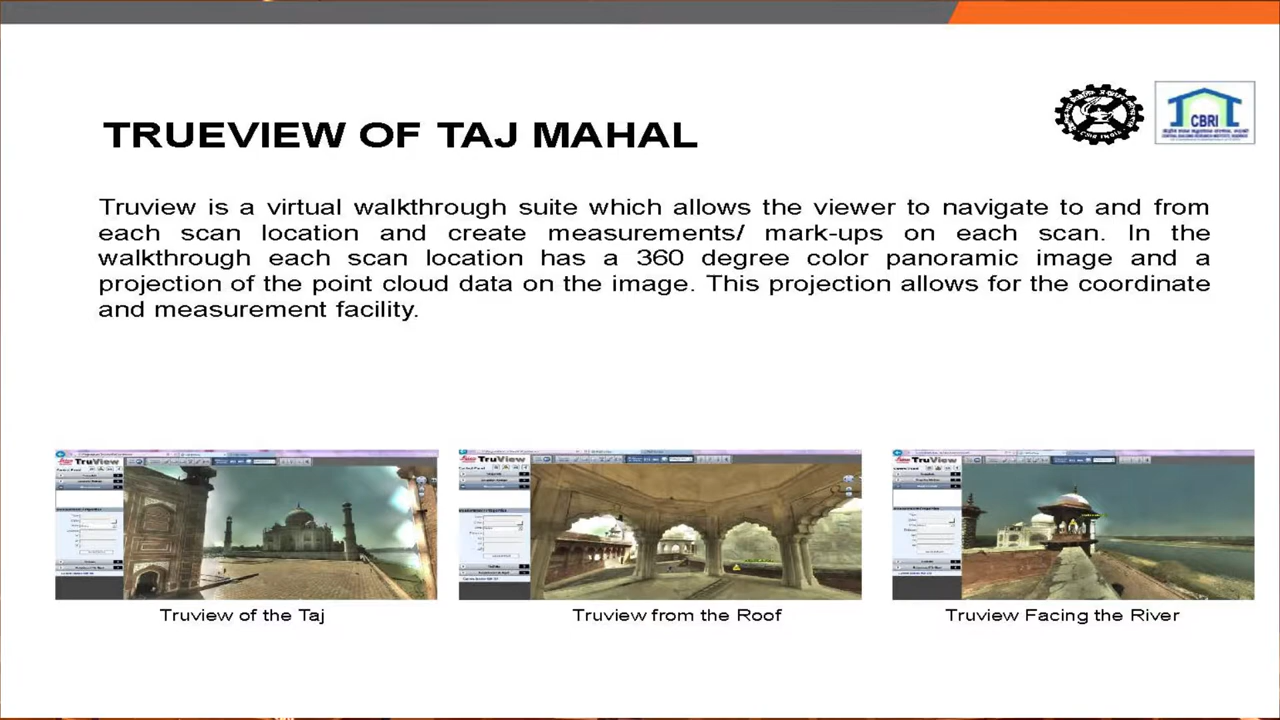 TRUEVIEW OF TAJ MAHAL
CBRI
Truview is a virtual walkthrough suite which allows the viewer to navigate to and from
each scan location and create measurements/ mark-ups on each scan. In the
walkthrough each scan location has a 360 degree color panoramic image and a
projection of the point cloud data on the image. This projection allows for the coordinate
and measurement facility.
TruView
TruView
TruView
Truview of the Taj
Truview from the Roof
Truview Facing the River